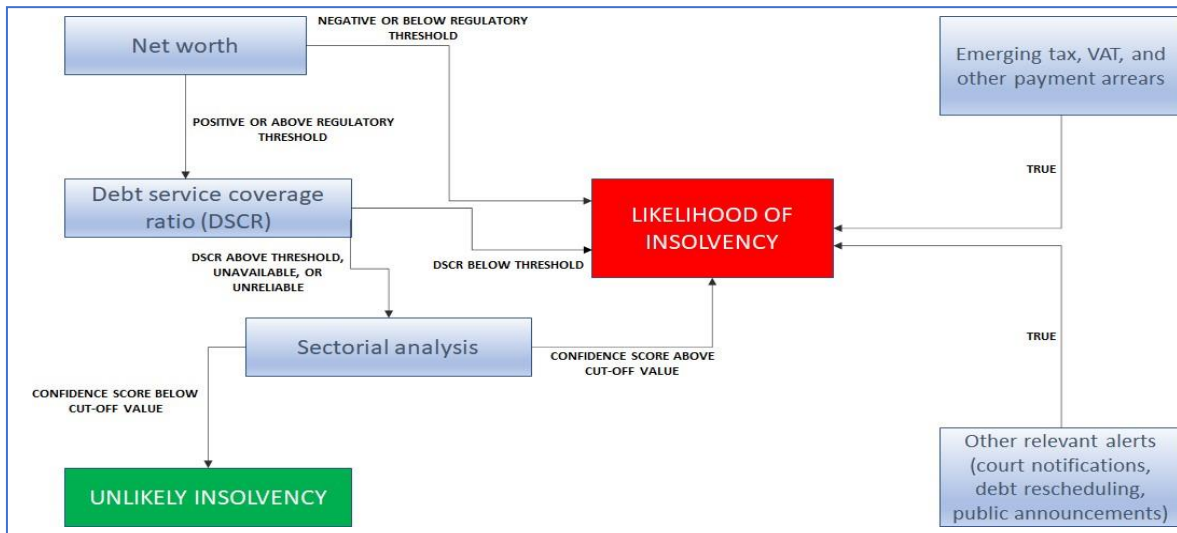 NEGATIVE OR BELOW REGULATORY
THRESHOLD
Net worth
Emerging tax, VAT, and
other payment arrears
POSITIVE OR ABOVE REGULATORY
THRESHOLD
TRUE
Debt service coverage
ratio (DSCR)
LIKELIHOOD OF
INSOLVENCY
DSCR ABOVE THRESHOLD,
UNAVAILABLE, OR
UNRELIABLE
DSCR BELOW THRESHOLD
TRUE
Sectorial analysis
CONFIDENCE SCORE ABOVE
CUT-OFF VALUE
CONFIDENCE SCORE BELOW
CUT-OFF VALUE
UNLIKELY INSOLVENCY
Other relevant alerts
(court notifications,
debt rescheduling,
public announcements)